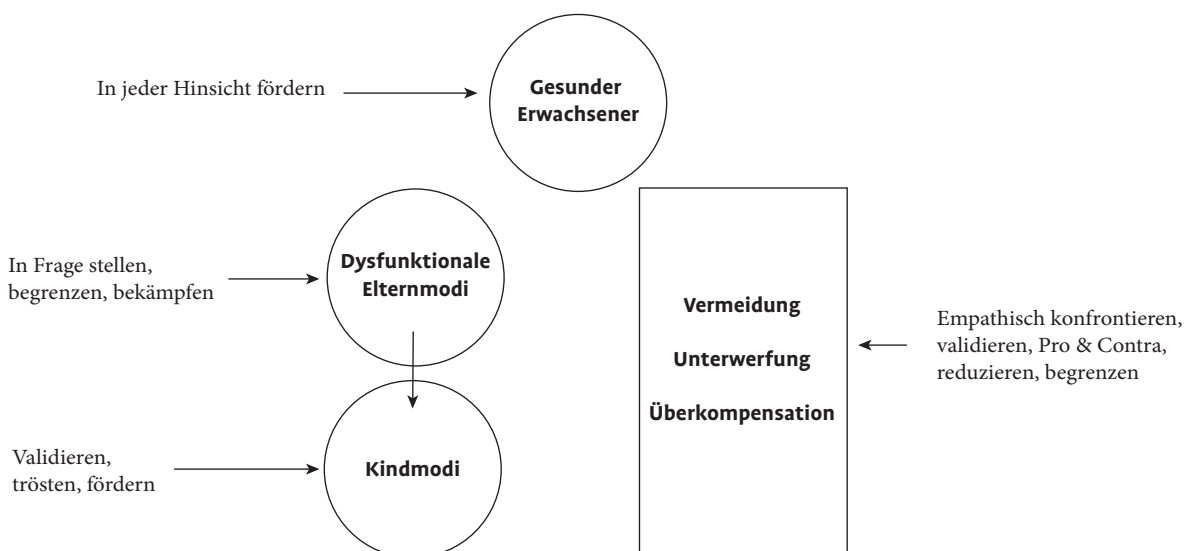 In jeder Hinsicht fördern
Gesunder
Erwachsener
In Frage stellen,
begrenzen, bekämpfen
Dysfunktionale
Elternmodi
Vermeidung
Unterwerfung
Überkompensation
Empathisch konfrontieren,
validieren, Pro & Contra,
reduzieren, begrenzen
Validieren,
trösten, fördern
Kindmodi